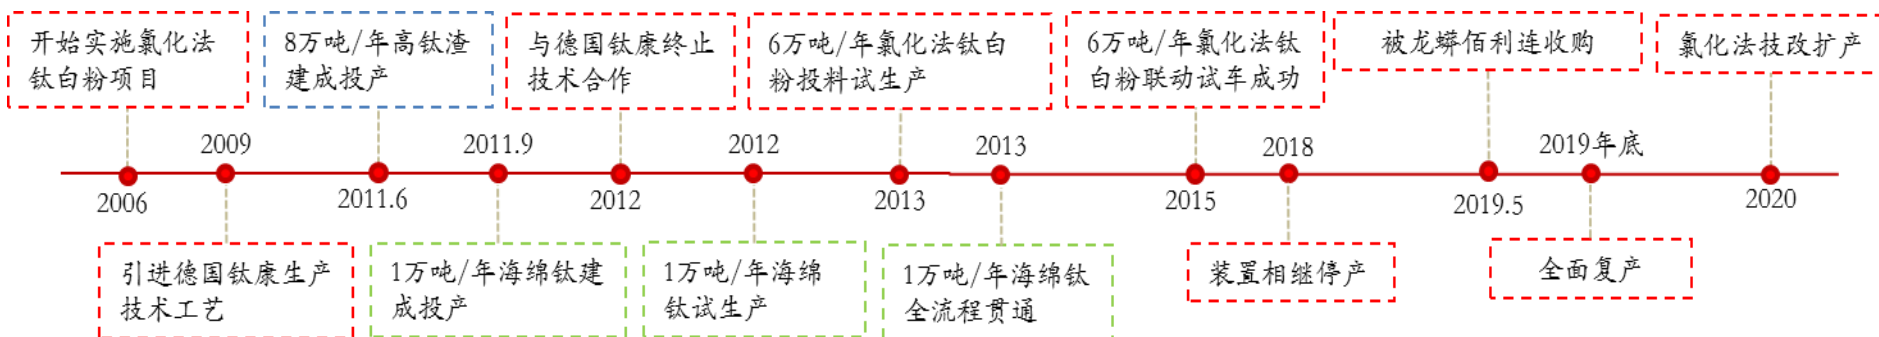 开始实施氯化法
钛白粉项目
8万吨/年高钛渣
建成投产
与德国钛康终止
技术合作
6万吨/年氯化法钛白
粉投料试生产
6万吨/年氯化法钛
白粉联动试车成功
被龙蟒佰利连收购
氯化法技改扩产
2009
2011.9
2012
2013
2018
2019年底
2006
2011.6
2012
2013
2015
2019.5
2020
引进德国钛康生产
技术工艺
1万吨/年海绵钛建
成投产
1万吨/年海绵
钛试生产
1万吨/年海绵钛
全流程贯通
装置相继停产
全面复产